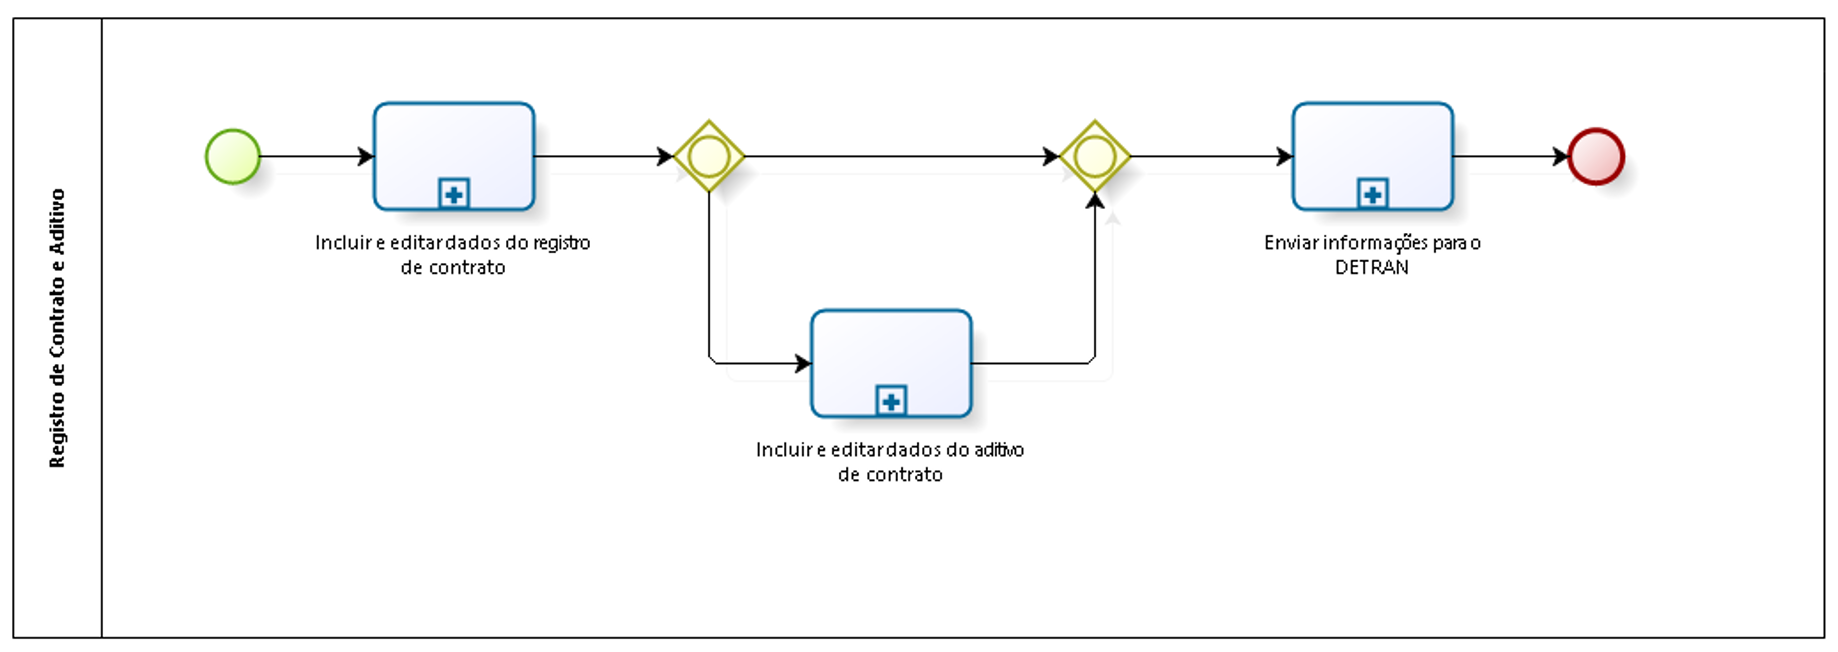 Registro de Contrato e Aditivo
Incluir e editar dados do registro
de contrato
Enviar informações para o
DETRAN
Incluir e editar dados do aditivo
de contrato